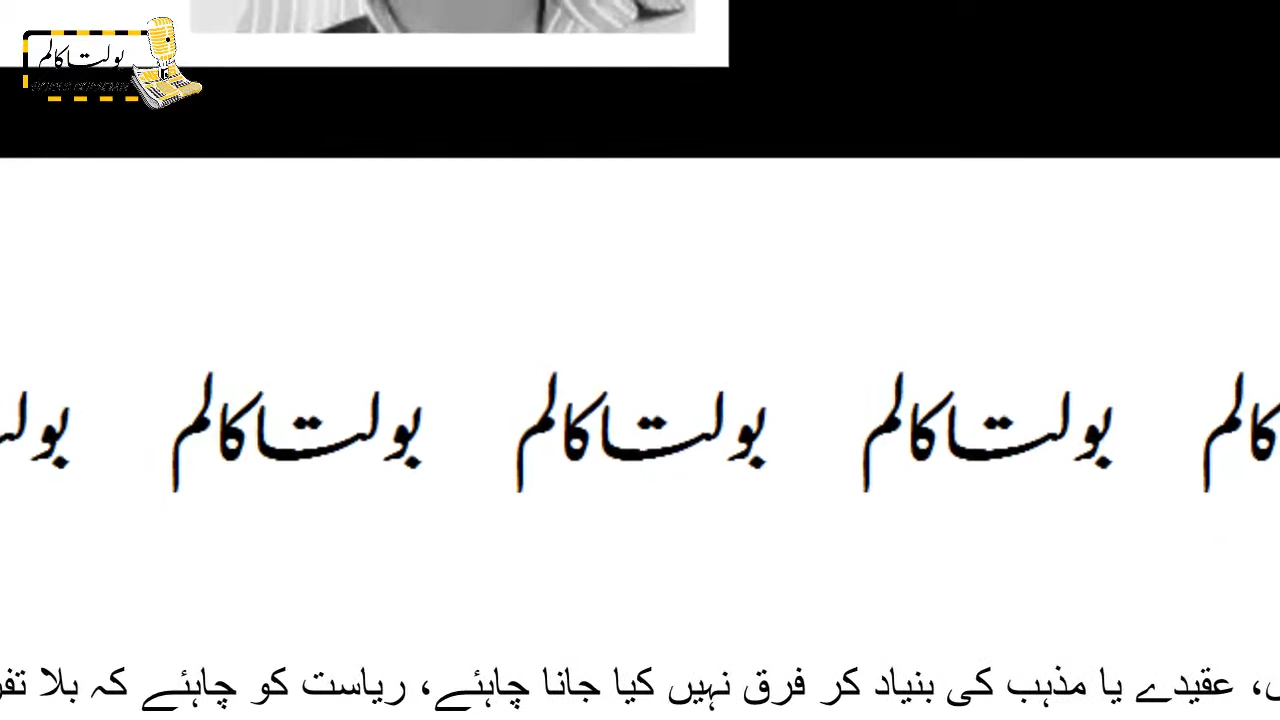 بولتا کالم
بولتا کالم بولتا کالم بولتا کالم
عقیدے یا مذہب کی بنیاد کر فرق نہیں کیا جانا چاہئے، ریاست کو چاہئے کہ بلا